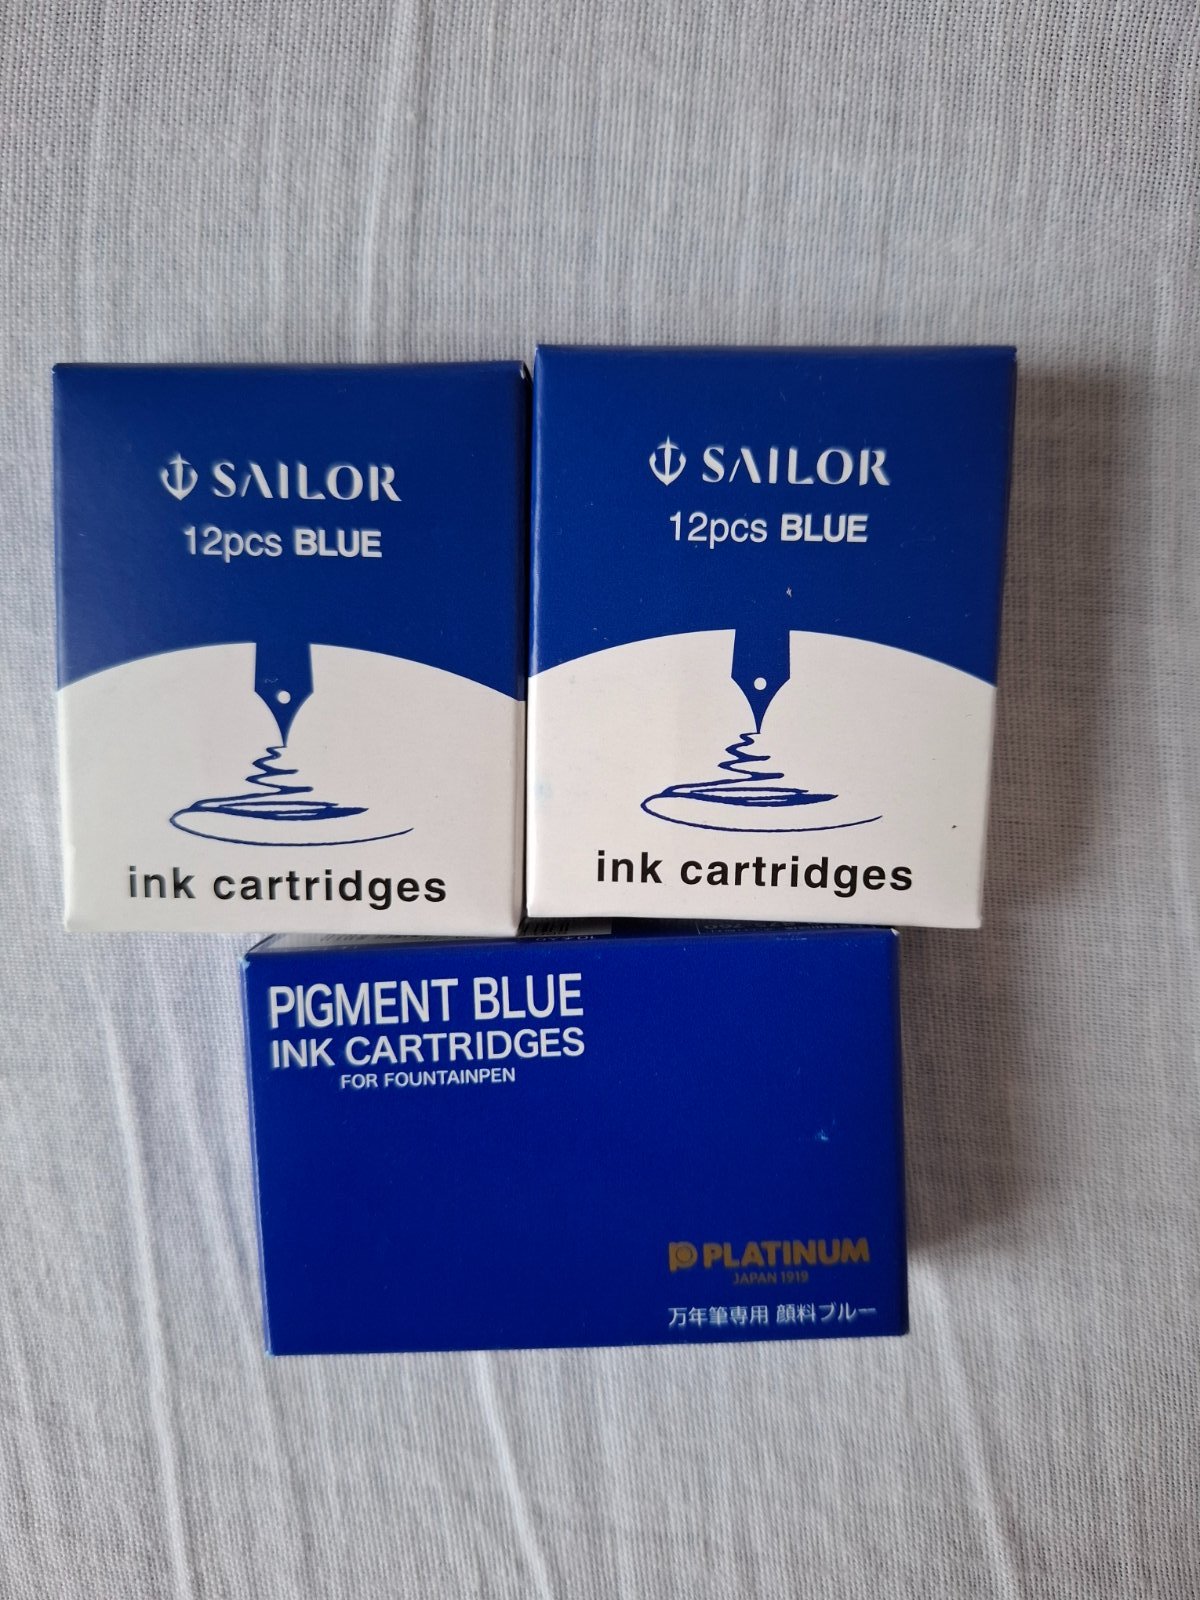 SAILOR
12pcs BLUE
ink cartridges
SAILOR
12pcs BLUE
ink cartridges
PIGMENT BLUE
INK CARTRIDGES
FOR FOUNTAINPEN
PLATINUM
JAPAN 1919
万年筆専用 顔料ブルー